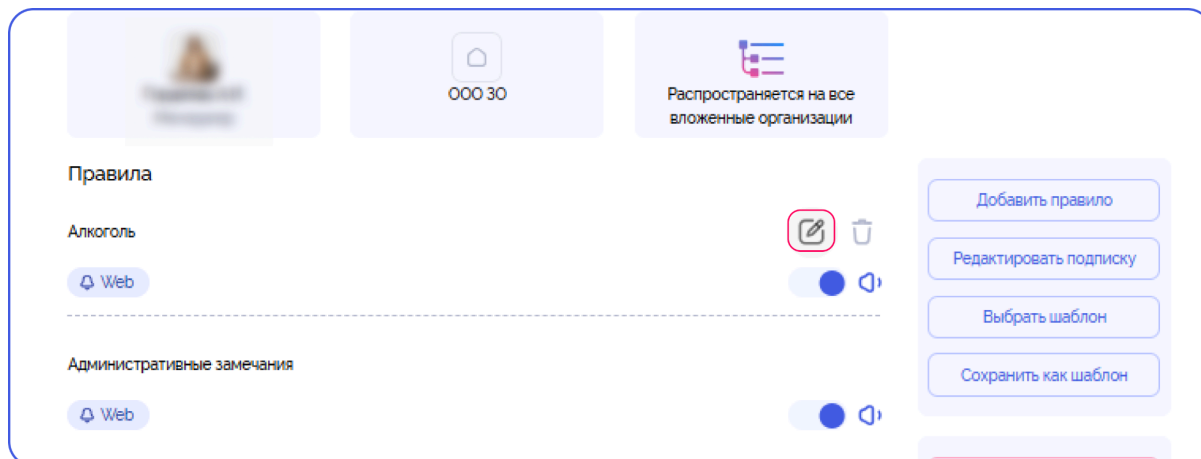 ООО ЗО
Распространяется на все
вложенные организации
Правила
Алкоголь
Web
Административные замечания
Web
Добавить правило
Редактировать подписку
Выбрать шаблон
Сохранить как шаблон